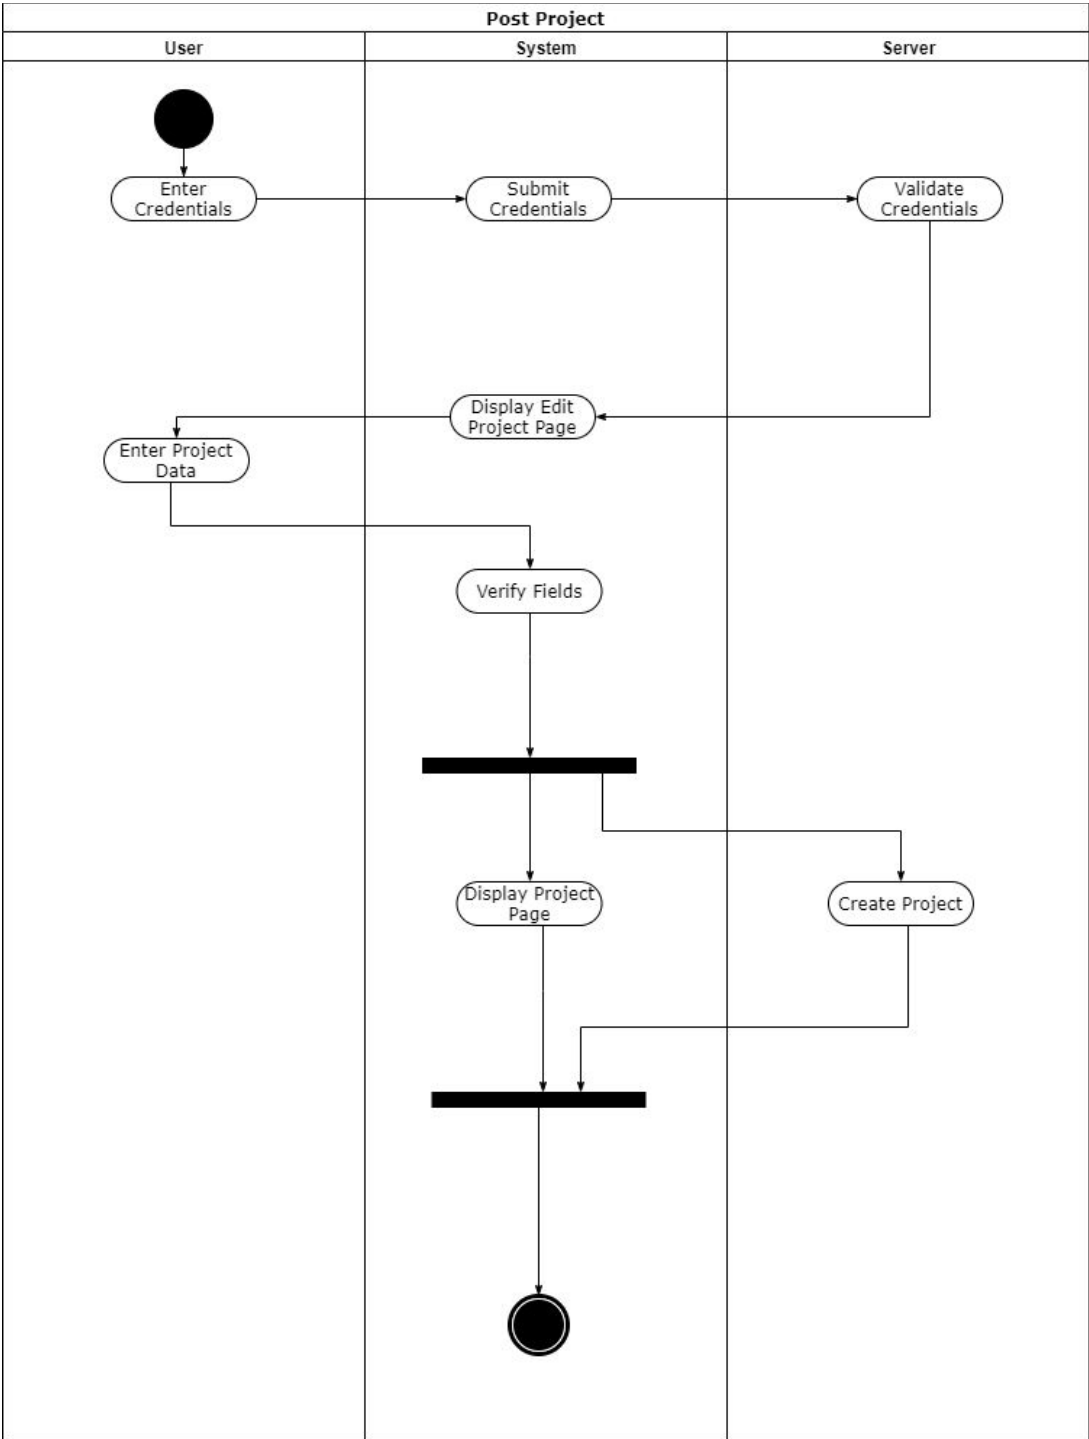 Post Project
User
System
Server
Enter
Credentials
Submit
Credentials
Validate
Credentials
Display Edit
Project Page
Enter Project
Data
Verify Fields
Display Project
Page
Create Project